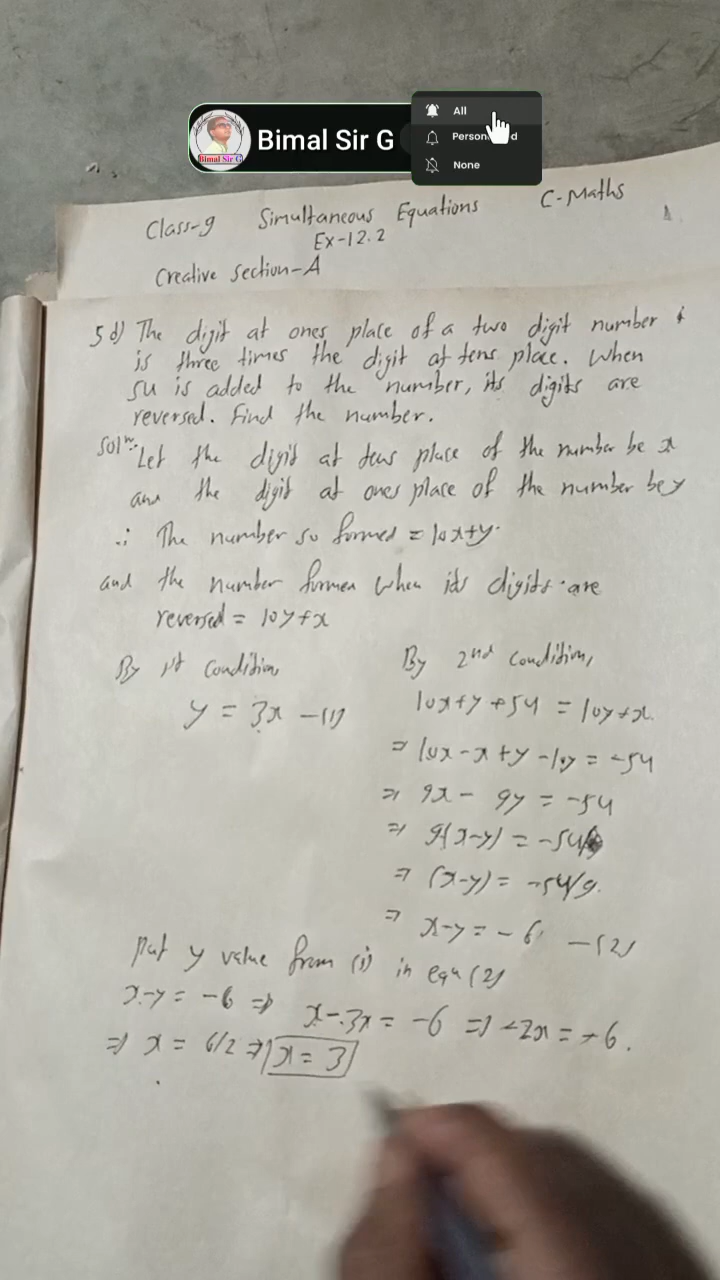 Bimal Sir G
Bimal Sir G
All
None
Class-9 Simultaneous Equations C-Maths
Ex-12.2
Creative section-A
5 d) The digit at ones place of a two digit number
is three times the digit at tens place. When
54 is added to the number, its digits are
reversed. Find the number.
Solⁿ:- Let the digit at tens place of the number be x
and the digit at ones place of the number be y
∴ The number so formed = 10x+y.
and the number formed when its digits are
reversed = 10y+x
By 1st condition,
y = 3x -(1)
By 2nd condition,
10x+y+54 = 10y+x.
⇒ 10x-x+y-10y = -54
⇒ 9x - 9y = -54
⇒ 9(x-y) = -54
⇒ (x-y) = -54/9.
⇒ x-y = -6 -(2)
Put y value from (i) in eqn (2)
x-y = -6 ⇒ x-3x = -6 ⇒ -2x = -6.
⇒ x = 6/2 ⇒ x = 3